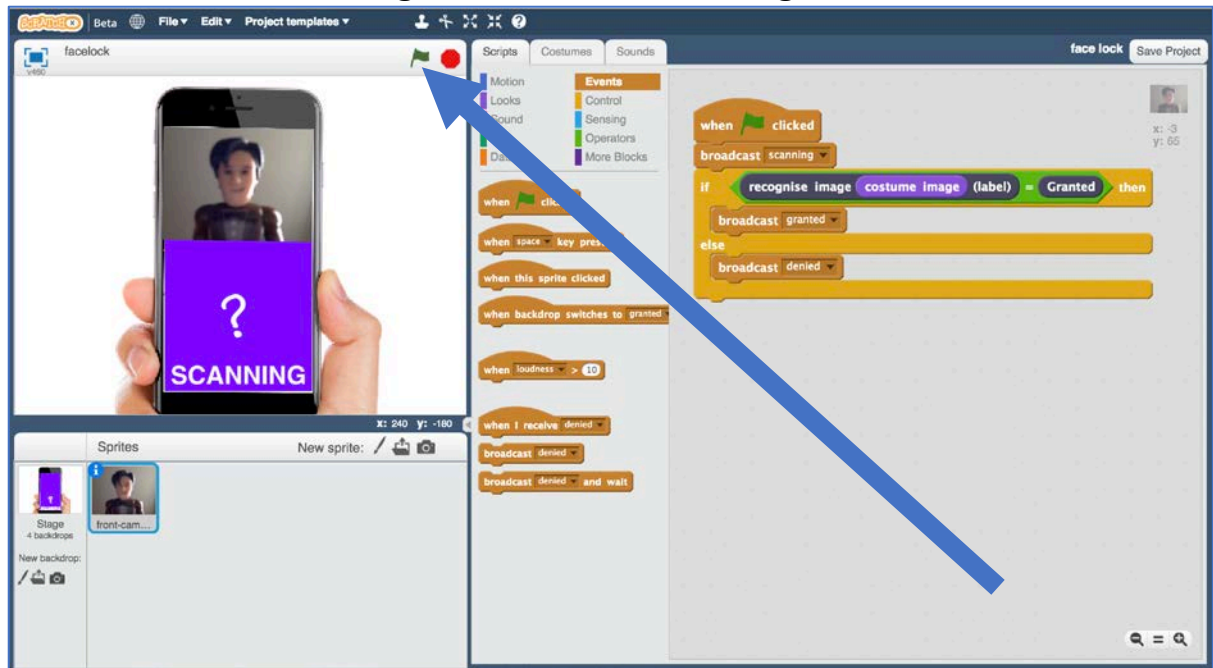 SCRATCHX Beta File▾ Edit▾ Project templates▾
facelock
v460
Scripts Costumes Sounds
face lock Save Project
Motion Events
Looks Control
Sound Sensing
Operators
More Blocks
when clicked
when space key
when this sprite clicked
when backdrop switches to granted
when loudness > 10
when I receive denied
broadcast denied
broadcast denied and wait
when clicked
broadcast scanning
if recognise image costume image (label) = Granted then
broadcast granted
else
broadcast denied
x: -3
y: 65
?
SCANNING
x: 240 y: -180
Sprites New sprite:
Stage
4 backdrops
New backdrop:
front-cam...